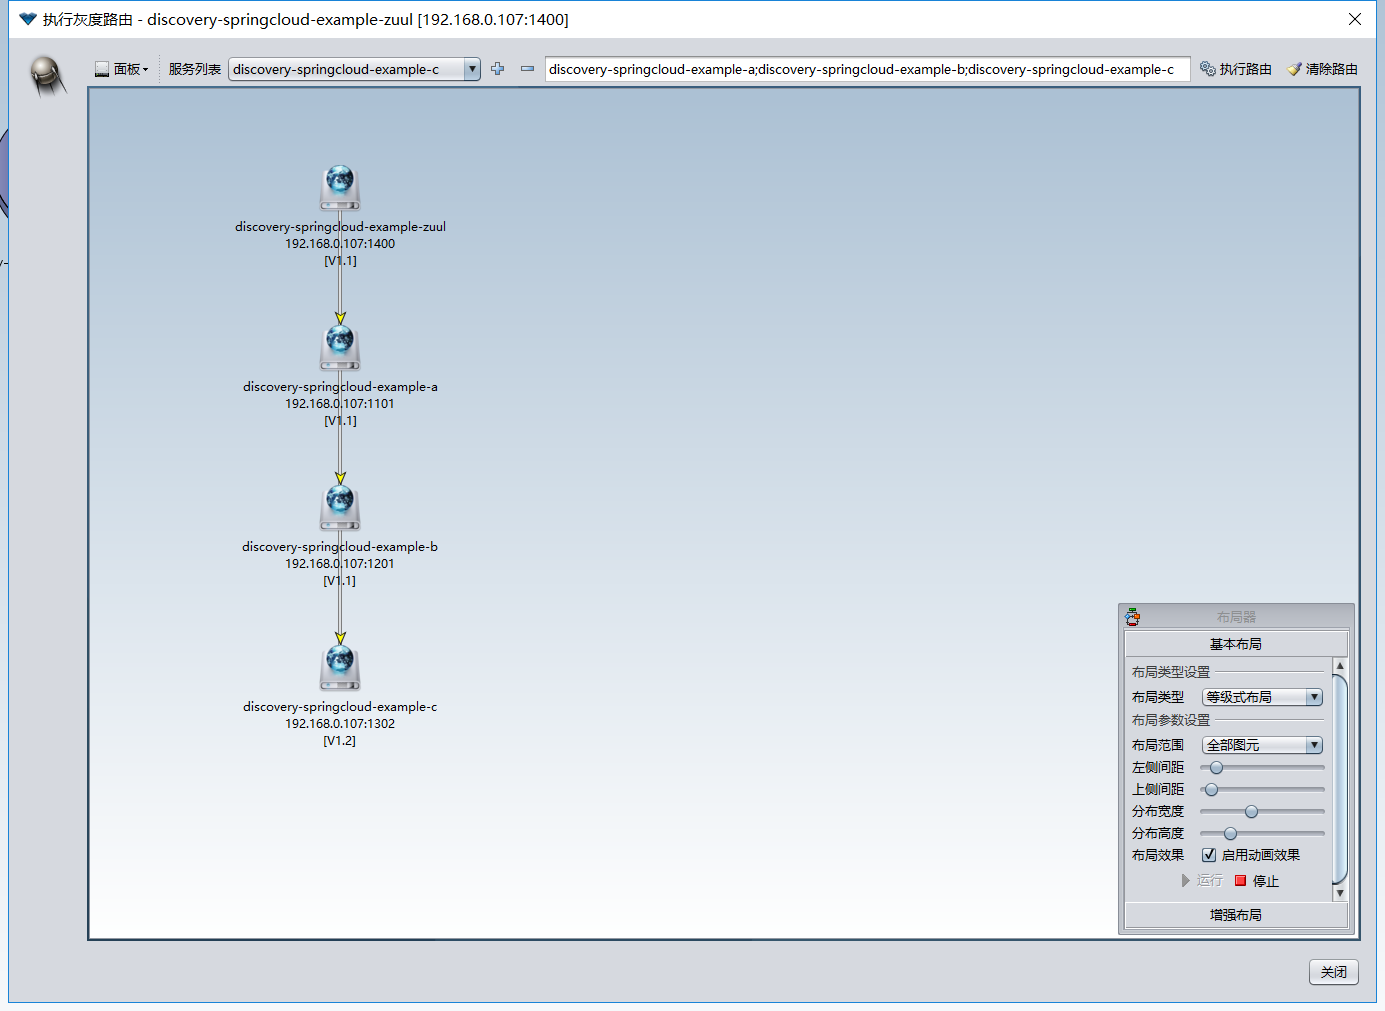 执行灰度路由 - discovery-springcloud-example-zuul [192.168.0.107:1400]
面板 服务列表 discovery-springcloud-example-c discovery-springcloud-example-a;discovery-springcloud-example-b;discovery-springcloud-example-c 执行路由 清除路由
discovery-springcloud-example-zuul
192.168.0.107:1400
[V1.1]
discovery-springcloud-example-a
192.168.0.107:1101
[V1.1]
discovery-springcloud-example-b
192.168.0.107:1201
[V1.1]
discovery-springcloud-example-c
192.168.0.107:1302
[V1.2]
布局器
基本布局
布局类型设置
布局类型 等级式布局
布局参数设置
布局范围 全部图元
左侧间距
上侧间距
分布宽度
分布高度
布局效果 启用动画效果
运行 停止
增强布局
关闭